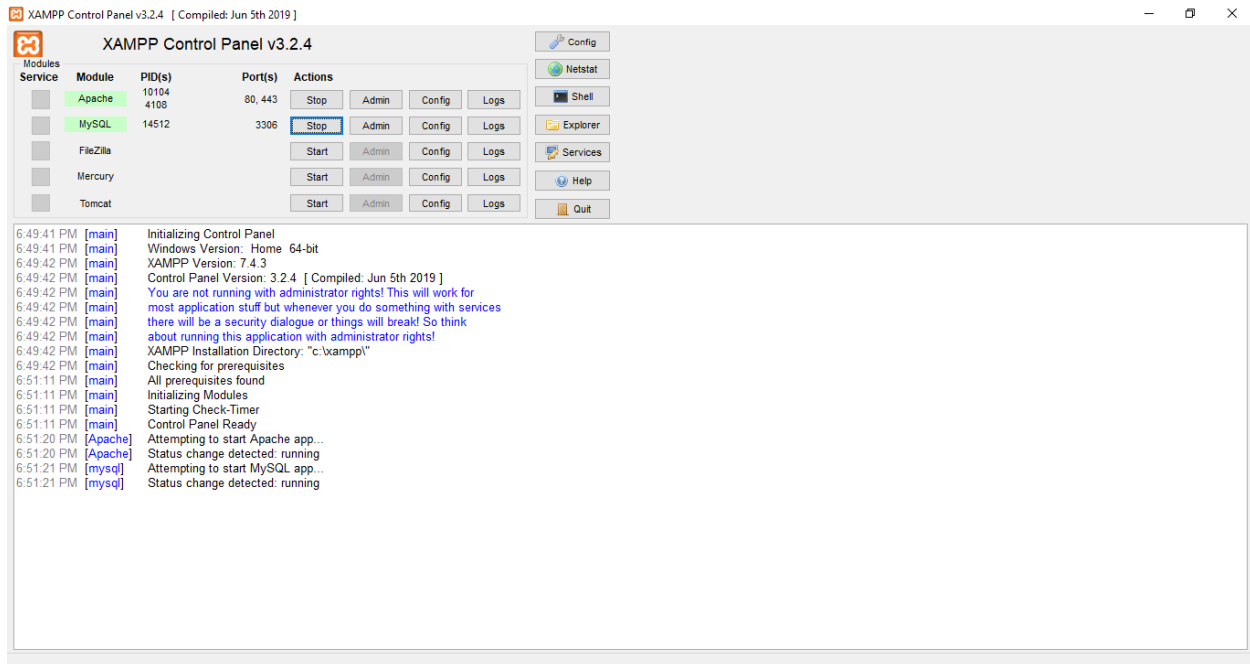 XAMPP Control Panel v3.2.4 [ Compiled: Jun 5th 2019 ]
XAMPP Control Panel v3.2.4
Config
Netstat
Shell
Explorer
Services
Help
Quit
Modules
Service Module PID(s) Port(s) Actions
Apache 10104 4108 80, 443 Stop Admin Config Logs
MySQL 14512 3306 Stop Admin Config Logs
FileZilla Start Admin Config Logs
Mercury Start Admin Config Logs
Tomcat Start Admin Config Logs
6:49:41 PM [main] Initializing Control Panel
6:49:41 PM [main] Windows Version: Home 64-bit
6:49:42 PM [main] XAMPP Version: 7.4.3
6:49:42 PM [main] Control Panel Version: 3.2.4 [ Compiled: Jun 5th 2019 ]
6:49:42 PM [main] You are not running with administrator rights! This will work for
6:49:42 PM [main] most application stuff but whenever you do something with services
6:49:42 PM [main] there will be a security dialogue or things will break! So think
6:49:42 PM [main] about running this application with administrator rights!
6:49:42 PM [main] XAMPP Installation Directory: "c:\xampp\"
6:49:42 PM [main] Checking for prerequisites
6:51:11 PM [main] All prerequisites found
6:51:11 PM [main] Initializing Modules
6:51:11 PM [main] Starting Check-Timer
6:51:11 PM [main] Control Panel Ready
6:51:20 PM [Apache] Attempting to start Apache app...
6:51:20 PM [Apache] Status change detected: running
6:51:21 PM [mysql] Attempting to start MySQL app...
6:51:21 PM [mysql] Status change detected: running